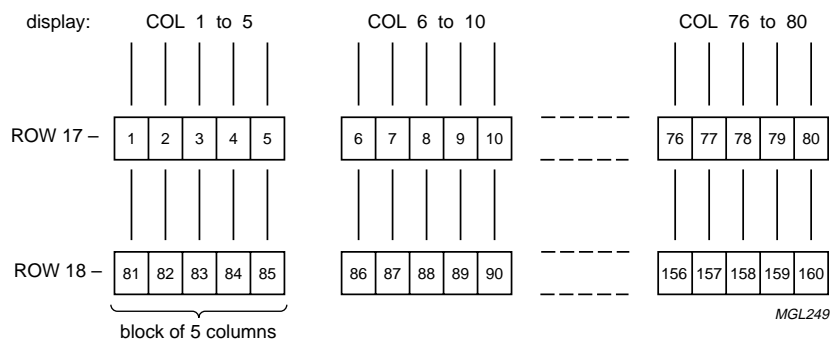 display: COL 1 to 5 COL 6 to 10 COL 76 to 80
ROW 17 – 1 2 3 4 5 6 7 8 9 10 76 77 78 79 80
ROW 18 – 81 82 83 84 85 86 87 88 89 90 156 157 158 159 160
MGL249
block of 5 columns